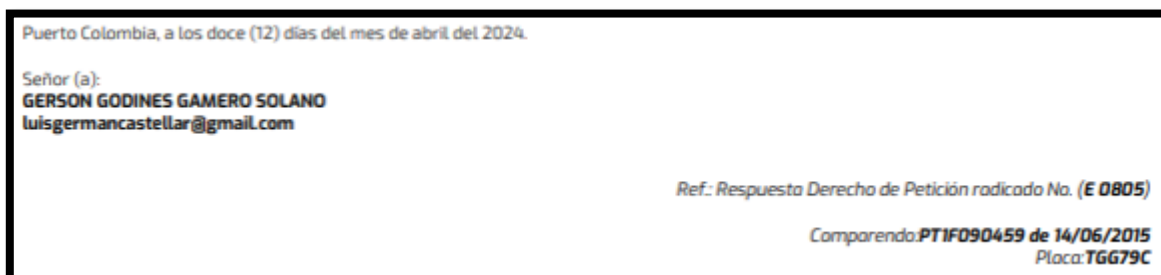 Puerto Colombia, a los doce (12) días del mes de abril del 2024.
Señor (a):
GERSON GODINES GAMERO SOLANO
luisgermancastellar@gmail.com
Ref.: Respuesta Derecho de Petición radicado No. (E 0805)
Comparendo:PT1F090459 de 14/06/2015
Placa:TGG79C